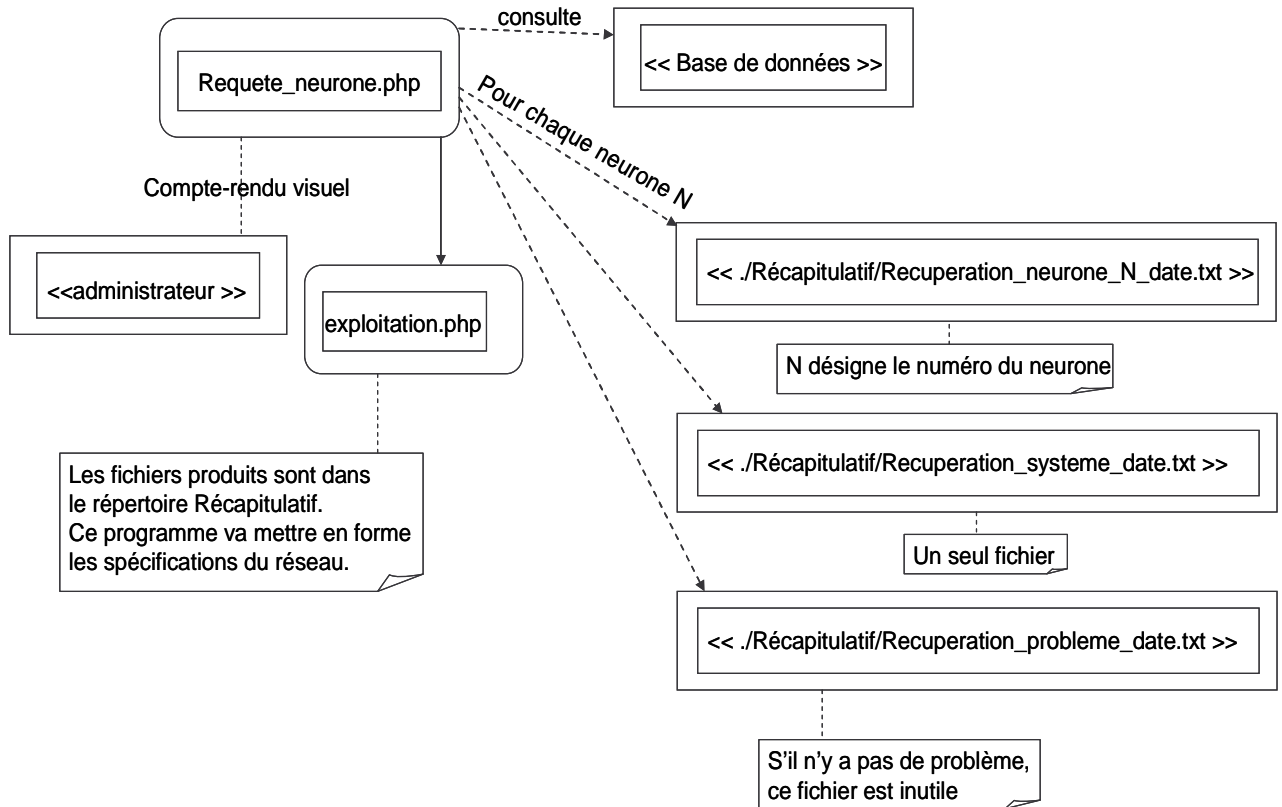 consulte
<< Base de données >>
Requete_neurone.php
Pour chaque neurone N
Compte-rendu visuel
<<administrateur >>
<< ./Récapitulatif/Recuperation_neurone_N_date.txt >>
exploitation.php
N désigne le numéro du neurone
<< ./Récapitulatif/Recuperation_systeme_date.txt >>
Les fichiers produits sont dans
le répertoire Récapitulatif.
Ce programme va mettre en forme
les spécifications du réseau.
Un seul fichier
<< ./Récapitulatif/Recuperation_probleme_date.txt >>
S'il n'y a pas de problème,
ce fichier est inutile